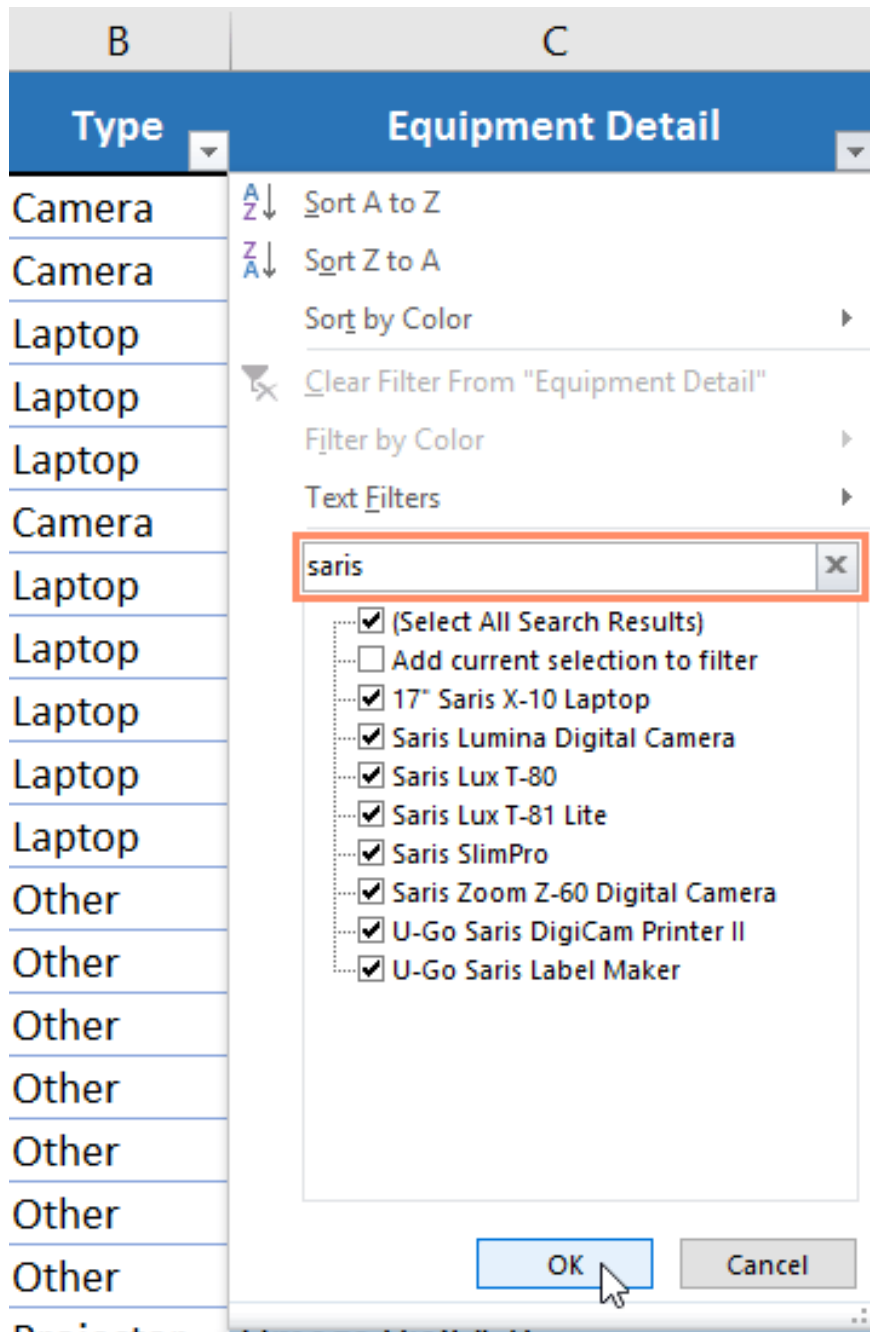 B
C
Type
Equipment Detail
Camera
Camera
Laptop
Laptop
Laptop
Camera
Laptop
Laptop
Laptop
Laptop
Laptop
Other
Other
Other
Other
Other
Other
Other
Sort A to Z
Sort Z to A
Sort by Color
Clear Filter From "Equipment Detail"
Filter by Color
Text Filters
saris
(Select All Search Results)
Add current selection to filter
17" Saris X-10 Laptop
Saris Lumina Digital Camera
Saris Lux T-80
Saris Lux T-81 Lite
Saris SlimPro
Saris Zoom Z-60 Digital Camera
U-Go Saris DigiCam Printer II
U-Go Saris Label Maker
OK
Cancel